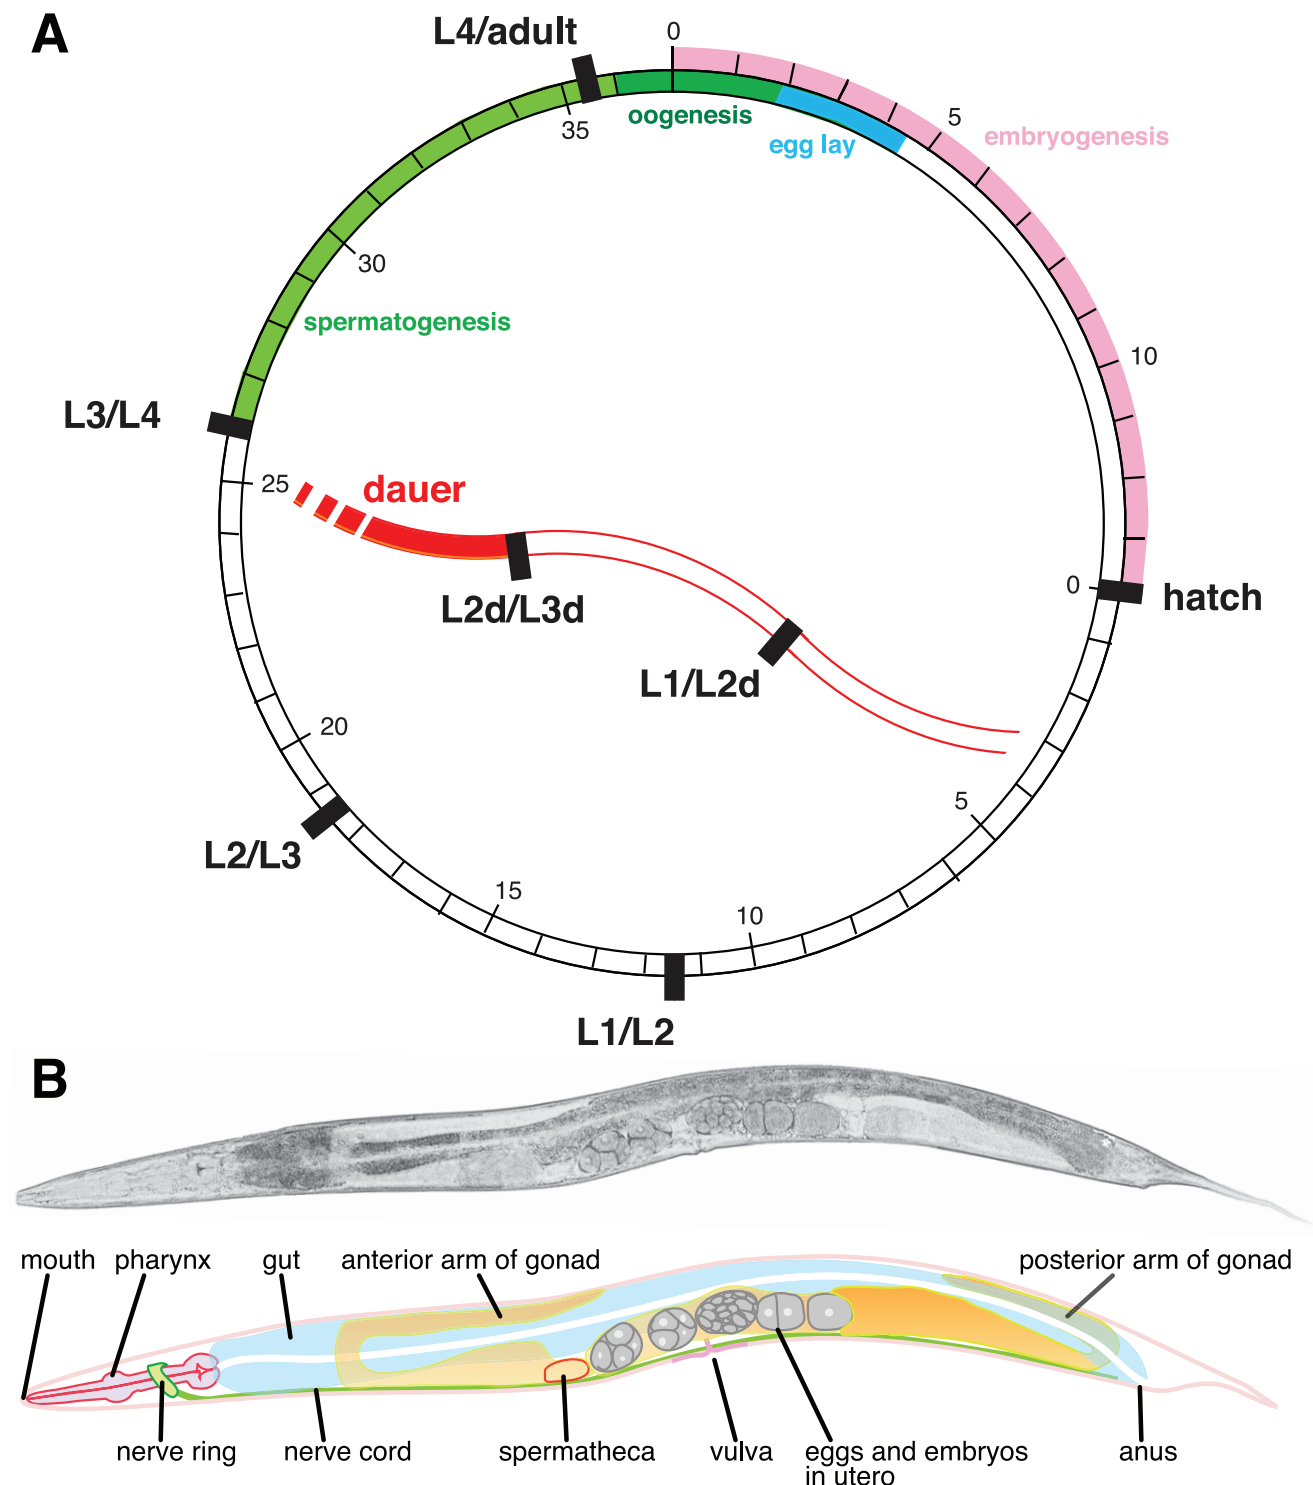 A
L4/adult
0
35
oogenesis
egg lay
5
embryogenesis
30
spermatogenesis
10
L3/L4
25
dauer
L2d/L3d
0
hatch
L1/L2d
20
5
L2/L3
15
10
L1/L2
B
mouth
pharynx
gut
anterior arm of gonad
posterior arm of gonad
nerve ring
nerve cord
spermatheca
vulva
eggs and embryos
in utero
anus